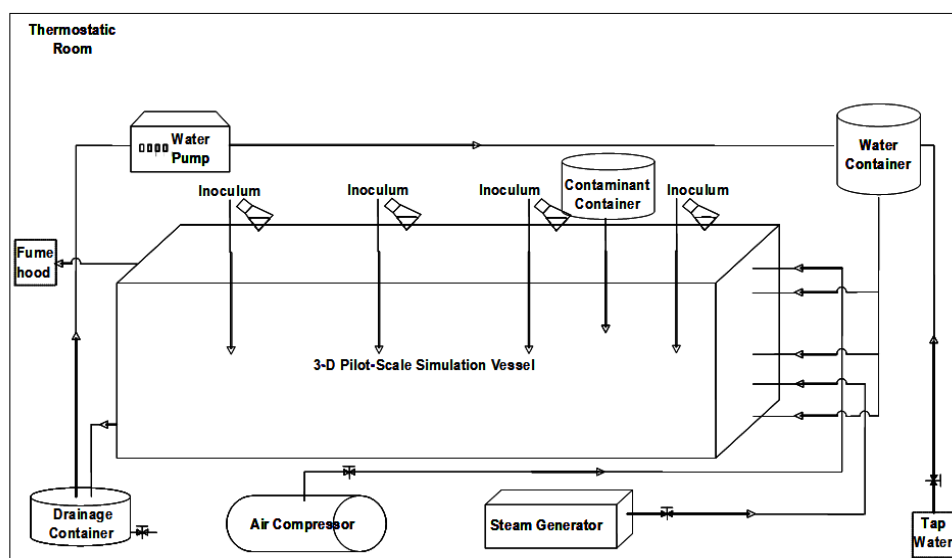 Thermostatic
Room
Water
Pump
Water
Container
Inoculum
Inoculum
Inoculum
Contaminant
Container
Inoculum
Fume
hood
3-D Pilot-Scale Simulation Vessel
Drainage
Container
Air Compressor
Steam Generator
Tap
Water